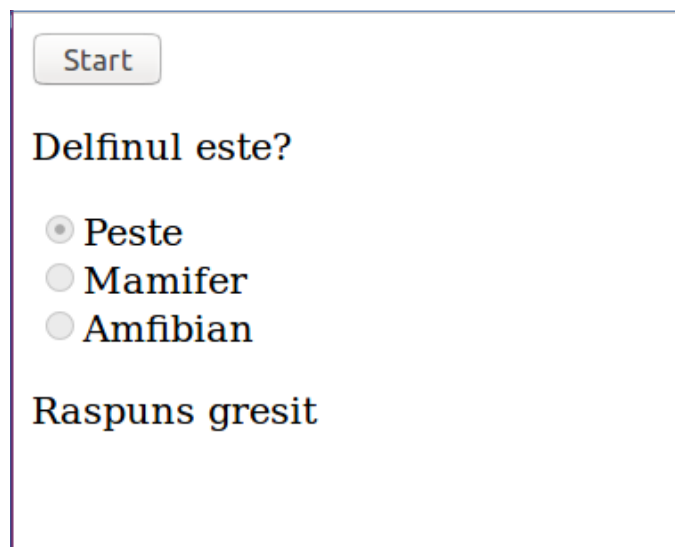 Start
Delfinul este?
Peste
Mamifer
Amfibian
Raspuns gresit